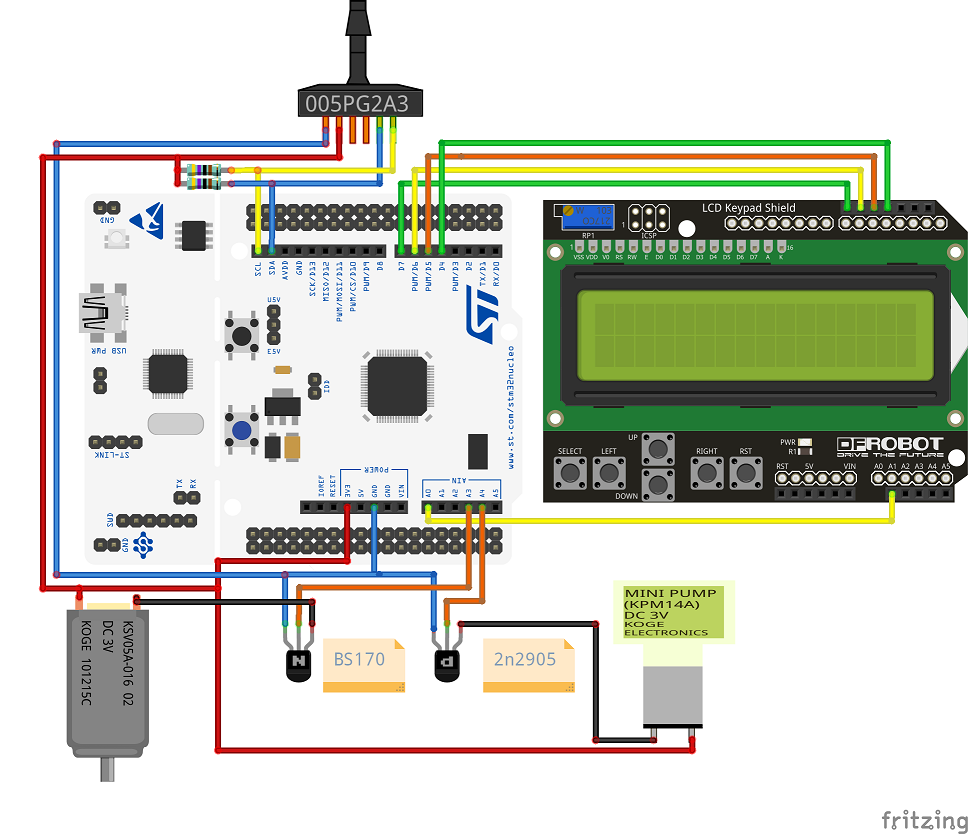 005PG2A3
GND
U5V
E5V
IDD
USB PWR
ST-LINK
TX
RX
SWD
GND
SCL
SDA
AVDD
GND
SCK/D13
MISO/D12
PWM/MOSI/D11
PWM/CS/D10
PWM/D9
D8
D7
PWM/D6
PWM/D5
D4
PWM/D3
D2
TX/D1
RX/D0
ST
www.st.com/stm32nucleo
POWER
IOREF
RESET
3V3
5V
GND
GND
VIN
AIN
A0
A1
A2
A3
A4
A5
LCD Keypad Shield
RP1
1
ICSP
1
16
VSS VDD V0 RS RW E D0 D1 D2 D3 D4 D5 D6 D7 A K
SELECT
LEFT
UP
DOWN
RIGHT
RST
PWR
R1
DFROBOT
DRIVE THE FUTURE
RST 5V VIN
A0 A1 A2 A3 A4 A5
KSV05A-016 02
DC 3V
KOGE 101215C
N
BS170
P
2n2905
MINI PUMP
(KPM14A)
DC 3V
KOGE
ELECTRONICS
fritzing